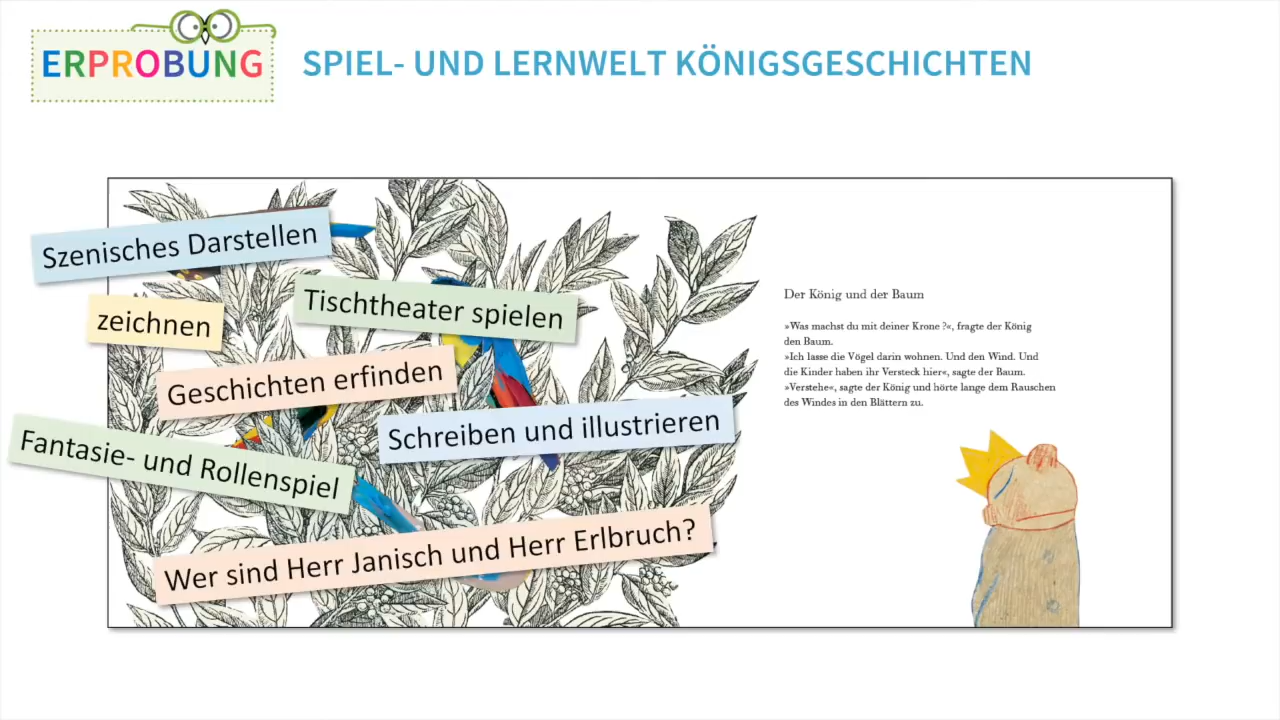 ERPROBUNG
SPIEL- UND LERNWELT KÖNIGSGESCHICHTEN
Szenisches Darstellen
zeichnen
Tischtheater spielen
Geschichten erfinden
Schreiben und illustrieren
Fantasie- und Rollenspiel
Wer sind Herr Janisch und Herr Erlbruch?
Der König und der Baum
»Was machst du mit deiner Krone ?«, fragte der König
den Baum.
»Ich lasse die Vögel darin wohnen. Und den Wind. Und
die Kinder haben ihr Versteck hier«, sagte der Baum.
»Verstehe«, sagte der König und hörte lange dem Rauschen
des Windes in den Blättern zu.